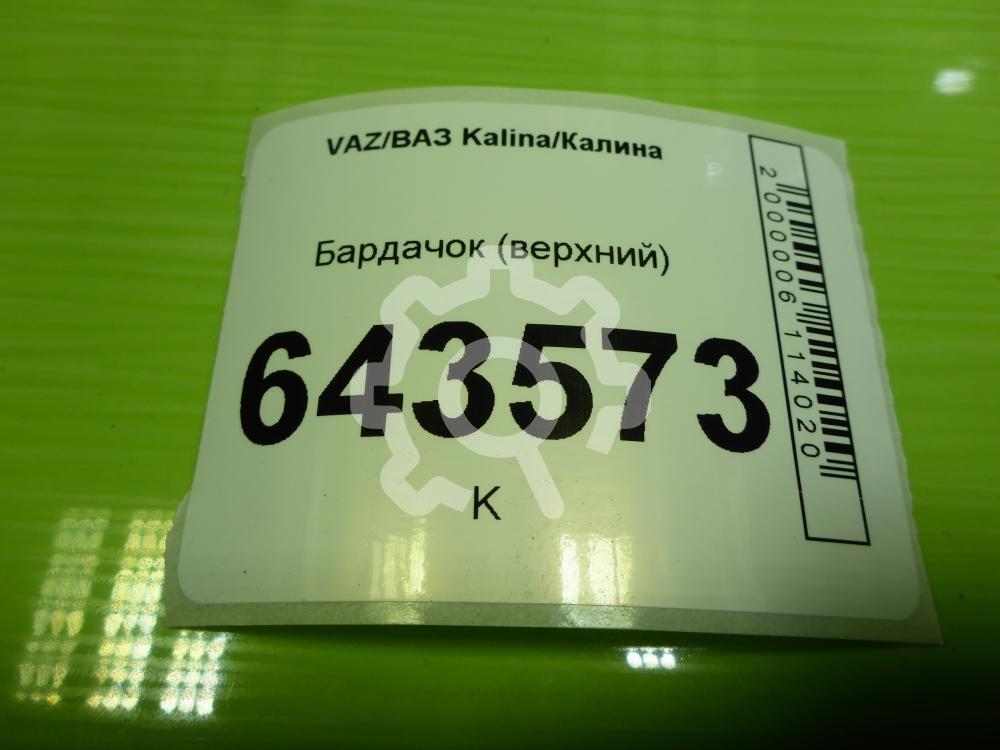 VAZ/ВАЗ Kalina/Калина
Бардачок (верхний)
643573
К
2000006114020